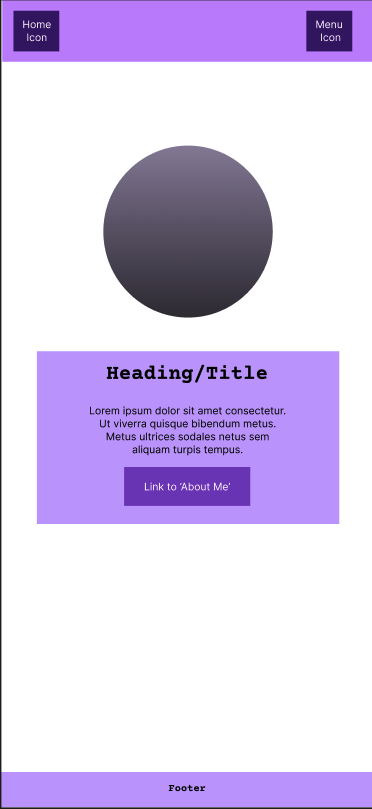 Home
Icon
Menu
Icon
Heading/Title
Lorem ipsum dolor sit amet consectetur.
Ut viverra quisque bibendum metus.
Metus ultrices sodales netus sem
aliquam turpis tempus.
Link to ‘About Me’
Footer